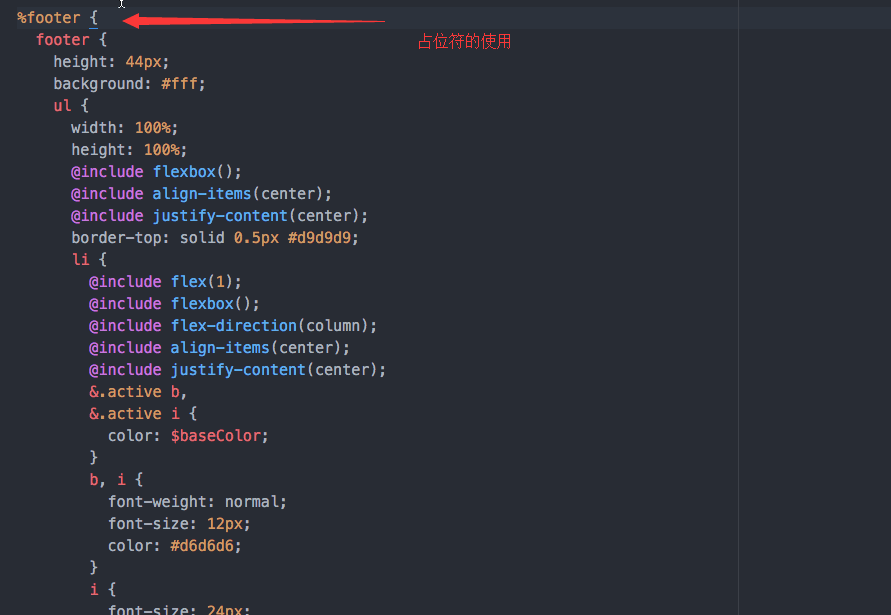 %footer {
占位符的使用
footer {
height: 44px;
background: #fff;
ul {
width: 100%;
height: 100%;
@include flexbox();
@include align-items(center);
@include justify-content(center);
border-top: solid 0.5px #d9d9d9;
li {
@include flex(1);
@include flexbox();
@include flex-direction(column);
@include align-items(center);
@include justify-content(center);
&.active b,
&.active i {
color: $baseColor;
}
b, i {
font-weight: normal;
font-size: 12px;
color: #d6d6d6;
}
i {
font-size: 24px;